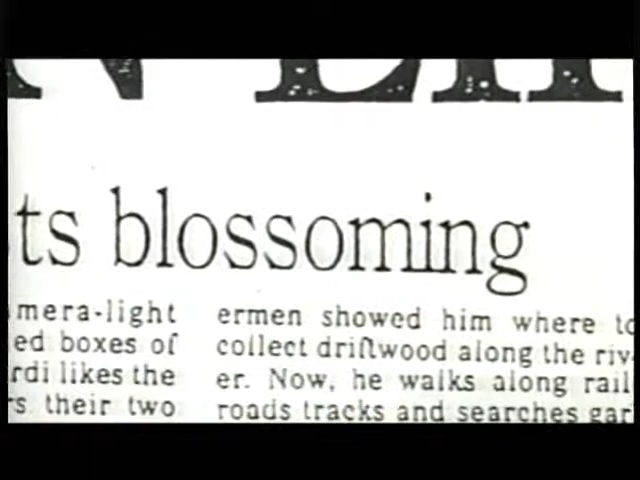 ts blossoming
mera-light
ed boxes of
rdi likes the
s their two
ermen showed him where to
collect driftwood along the riv
er. Now, he walks along rail
roads tracks and searches gar